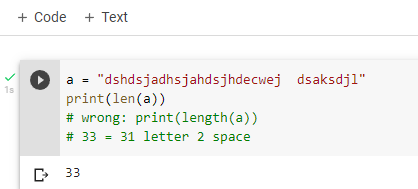 + Code + Text
1s
a = "dshdsjadhsjahdsjhdecwej  dsaksdjl"
print(len(a))
# wrong: print(length(a))
# 33 = 31 letter 2 space
33